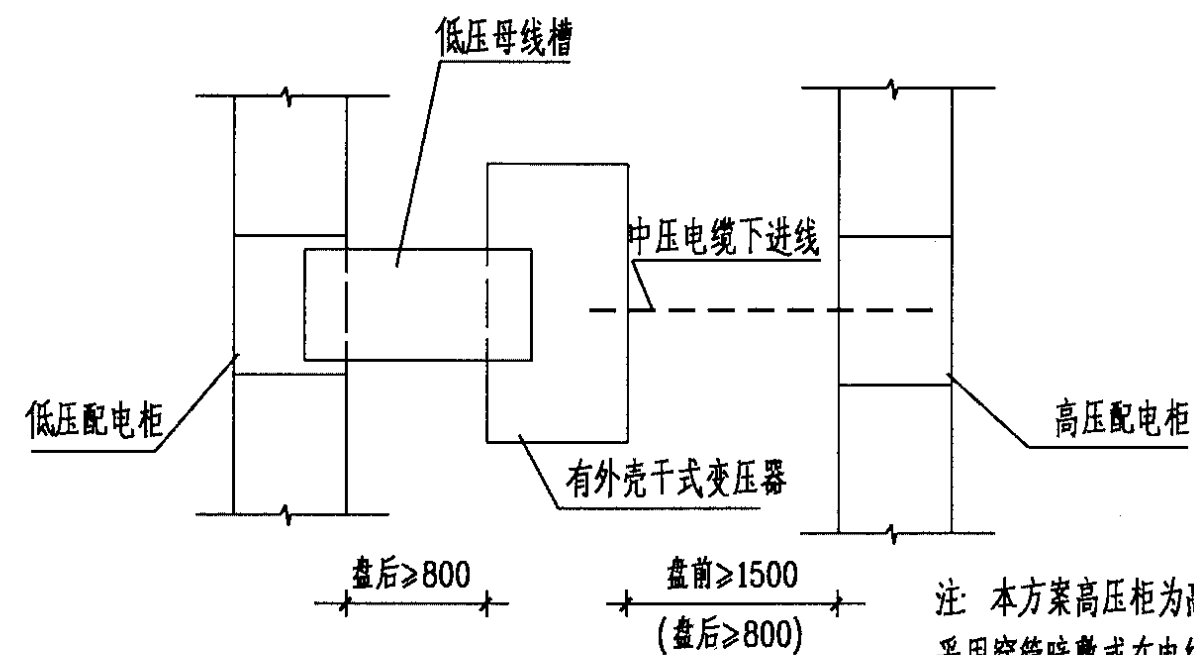 低压母线槽
中压电缆下进线
低压配电柜
高压配电柜
有外壳干式变压器
盘后≥800
盘前≥1500
(盘后≥800)
注: 本方案高压柜为